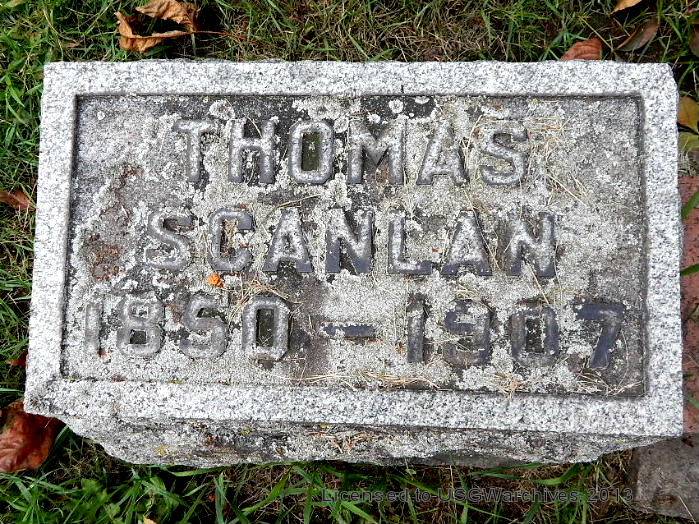 THOMAS
SCANLAN
1850 – 1907
Licensed to USGWarchives 2013